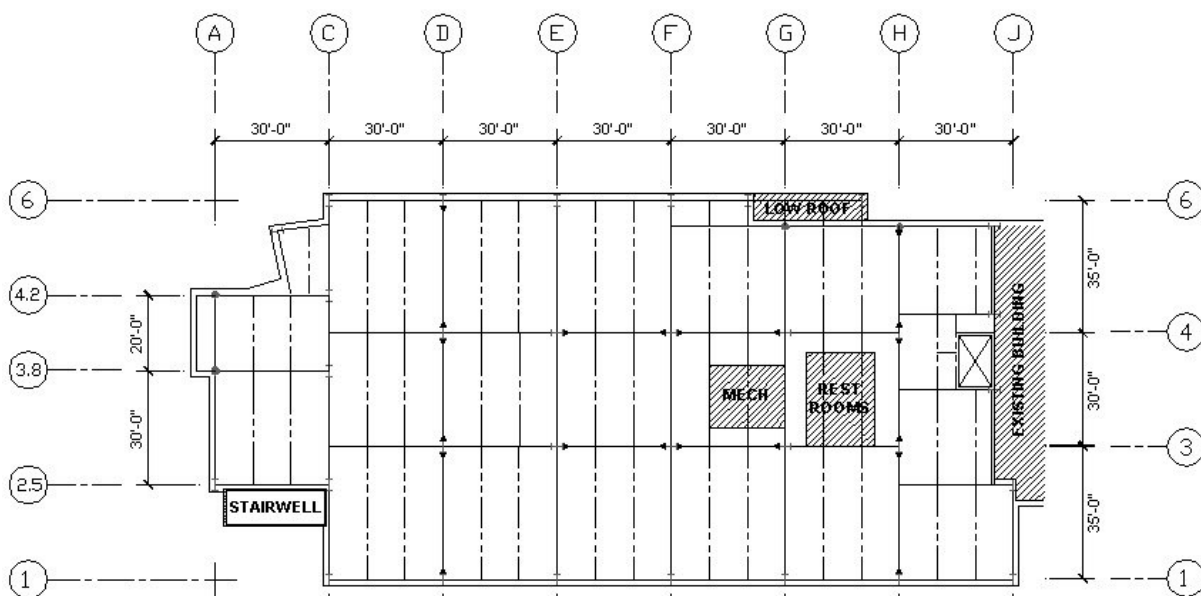 A C D E F G H J
30'-0" 30'-0" 30'-0" 30'-0" 30'-0" 30'-0" 30'-0"
6 6
LOW ROOF
35'-0"
4.2
20'-0"
4
3.8
30'-0"
MECH
REST
ROOMS
EXISTING BUILDING
30'-0"
3
2.5
STAIRWELL
35'-0"
1 1